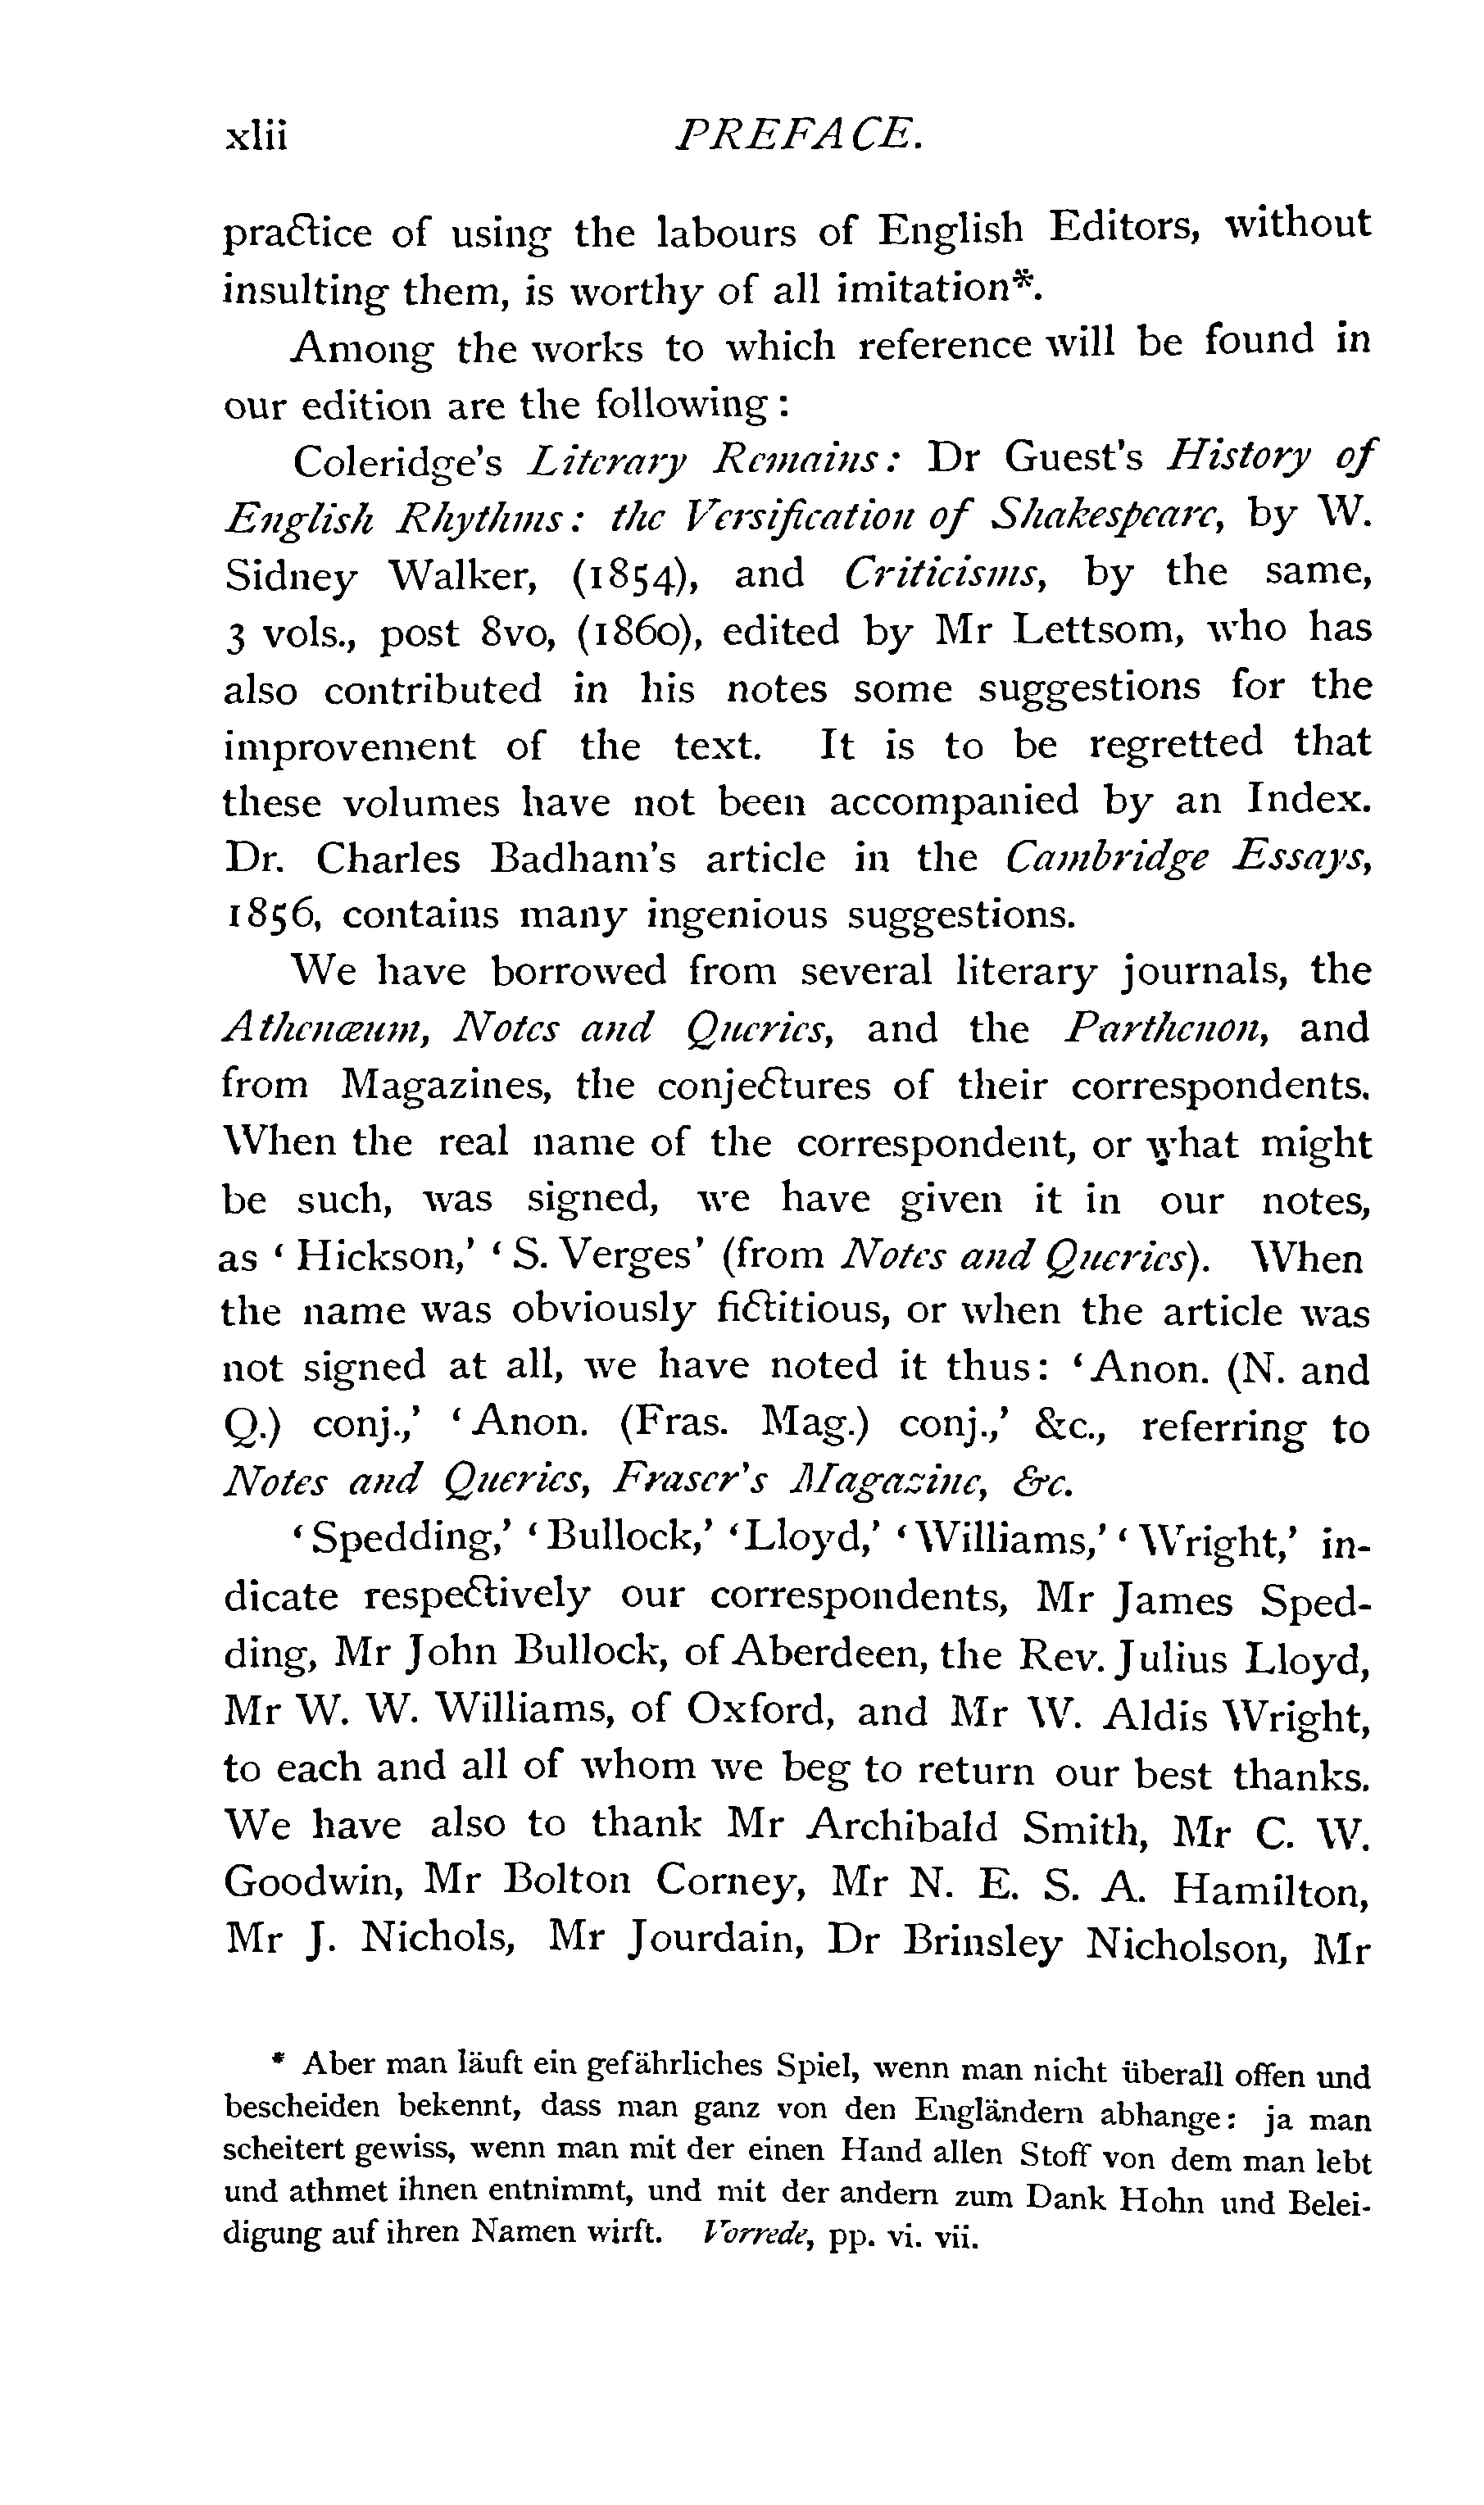 xlii PREFACE.
practice of using the labours of English Editors, without
insulting them, is worthy of all imitation*.
Among the works to which reference will be found in
our edition are the following :
Coleridge's Literary Remains: Dr Guest's History of
English Rhythms: the Versification of Shakespeare, by W.
Sidney Walker, (1854), and Criticisms, by the same,
3 vols., post 8vo, (1860), edited by Mr Lettsom, who has
also contributed in his notes some suggestions for the
improvement of the text. It is to be regretted that
these volumes have not been accompanied by an Index.
Dr. Charles Badham's article in the Cambridge Essays,
1856, contains many ingenious suggestions.
We have borrowed from several literary journals, the
Athenæum, Notes and Queries, and the Parthenon, and
from Magazines, the conjectures of their correspondents.
When the real name of the correspondent, or what might
be such, was signed, we have given it in our notes,
as ‘Hickson,’ ‘S. Verges’ (from Notes and Queries). When
the name was obviously fictitious, or when the article was
not signed at all, we have noted it thus: ‘Anon. (N. and
Q.) conj.,’ ‘Anon. (Fras. Mag.) conj.,’ &c., referring to
Notes and Queries, Fraser's Magazine, &c.
‘Spedding,’ ‘Bullock,’ ‘Lloyd,’ ‘Williams,’ ‘Wright,’ in-
dicate respectively our correspondents, Mr James Sped-
ding, Mr John Bullock, of Aberdeen, the Rev. Julius Lloyd,
Mr W. W. Williams, of Oxford, and Mr W. Aldis Wright,
to each and all of whom we beg to return our best thanks.
We have also to thank Mr Archibald Smith, Mr C. W.
Goodwin, Mr Bolton Corney, Mr N. E. S. A. Hamilton,
Mr J. Nichols, Mr Jourdain, Dr Brinsley Nicholson, Mr
* Aber man läuft ein gefährliches Spiel, wenn man nicht überall offen und
bescheiden bekennt, dass man ganz von den Engländern abhange: ja man
scheitert gewiss, wenn man mit der einen Hand allen Stoff von dem man lebt
und athmet ihnen entnimmt, und mit der andern zum Dank Hohn und Belei-
digung auf ihren Namen wirft. Vorrede, pp. vi. vii.